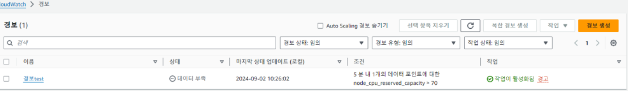 CloudWatch > 경보
경보 (1)
Auto Scaling 경보 숨기기
선택 항목 지우기
복합 경보 생성
작업
경보 생성
검색
경보 상태: 임의
경보 유형: 임의
작업 상태: 임의
1
이름
상태
마지막 상태 업데이트 (로컬)
조건
작업
경보test
데이터 부족
2024-09-02 10:26:02
5 분 내 1개의 데이터 포인트에 대한
node_cpu_reserved_capacity > 70
작업이 활성화됨 경고